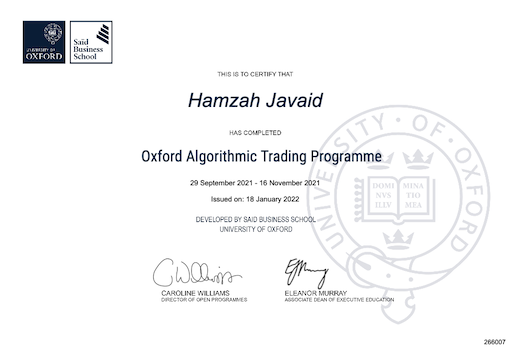 UNIVERSITY OF
OXFORD
Saïd
Business
School
THIS IS TO CERTIFY THAT
Hamzah Javaid
HAS COMPLETED
Oxford Algorithmic Trading Programme
29 September 2021 - 16 November 2021
Issued on: 18 January 2022
DEVELOPED BY SAÏD BUSINESS SCHOOL
UNIVERSITY OF OXFORD
UNIVERSITY · OF · OXFORD
DOMI MINA
NVS TIO
ILLV MEA
CWilliams
EJMurray
CAROLINE WILLIAMS
DIRECTOR OF OPEN PROGRAMMES
ELEANOR MURRAY
ASSOCIATE DEAN OF EXECUTIVE EDUCATION
266007